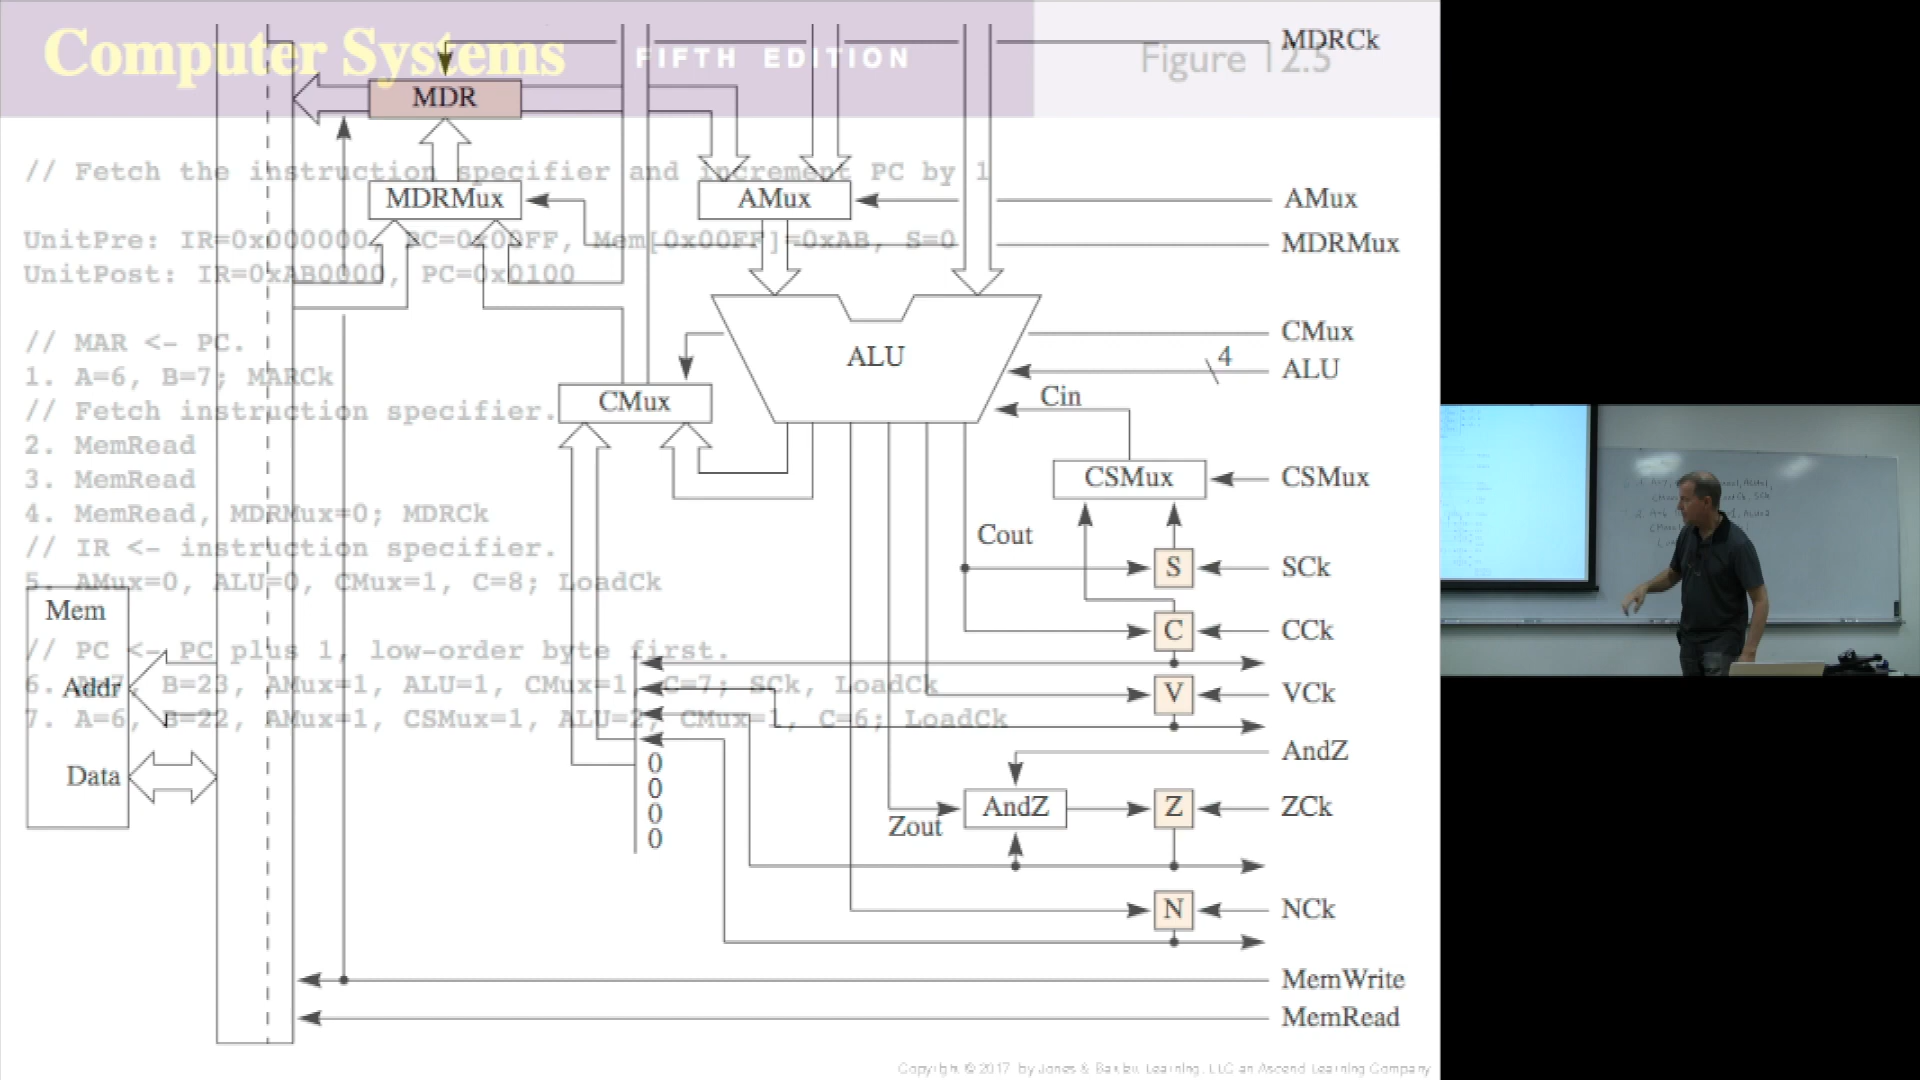 Computer Systems
FIFTH EDITION
Figure 12.5
MDRCk
MDR
// Fetch the instruction specifier and increment PC by 1
MDRMux
AMux
AMux
UnitPre: IR=0x000000, PC=0x00FF, Mem[0x00FF]=0xAB, S=0
MDRMux
UnitPost: IR=0xAB0000, PC=0x0100
// MAR <- PC.
CMux
ALU
4
ALU
1. A=6, B=7; MARCk
Cin
CMux
// Fetch instruction specifier.
2. MemRead
CSMux
CSMux
3. MemRead
4. MemRead, MDRMux=0; MDRCk
Cout
// IR <- instruction specifier.
S
SCk
5. AMux=0, ALU=0, CMux=1, C=8; LoadCk
Mem
C
CCk
// PC <- PC plus 1, low-order byte first.
Addr
V
VCk
6. A=7, B=23, AMux=1, ALU=1, CMux=1, C=7; SCk, LoadCk
7. A=6, B=22, AMux=1, CSMux=1, ALU=2, CMux=1, C=6; LoadCk
AndZ
0
Data
0
AndZ
Z
ZCk
0
Zout
0
N
NCk
MemWrite
MemRead
Copyright © 2017 by Jones & Bartlett Learning, LLC an Ascend Learning Company